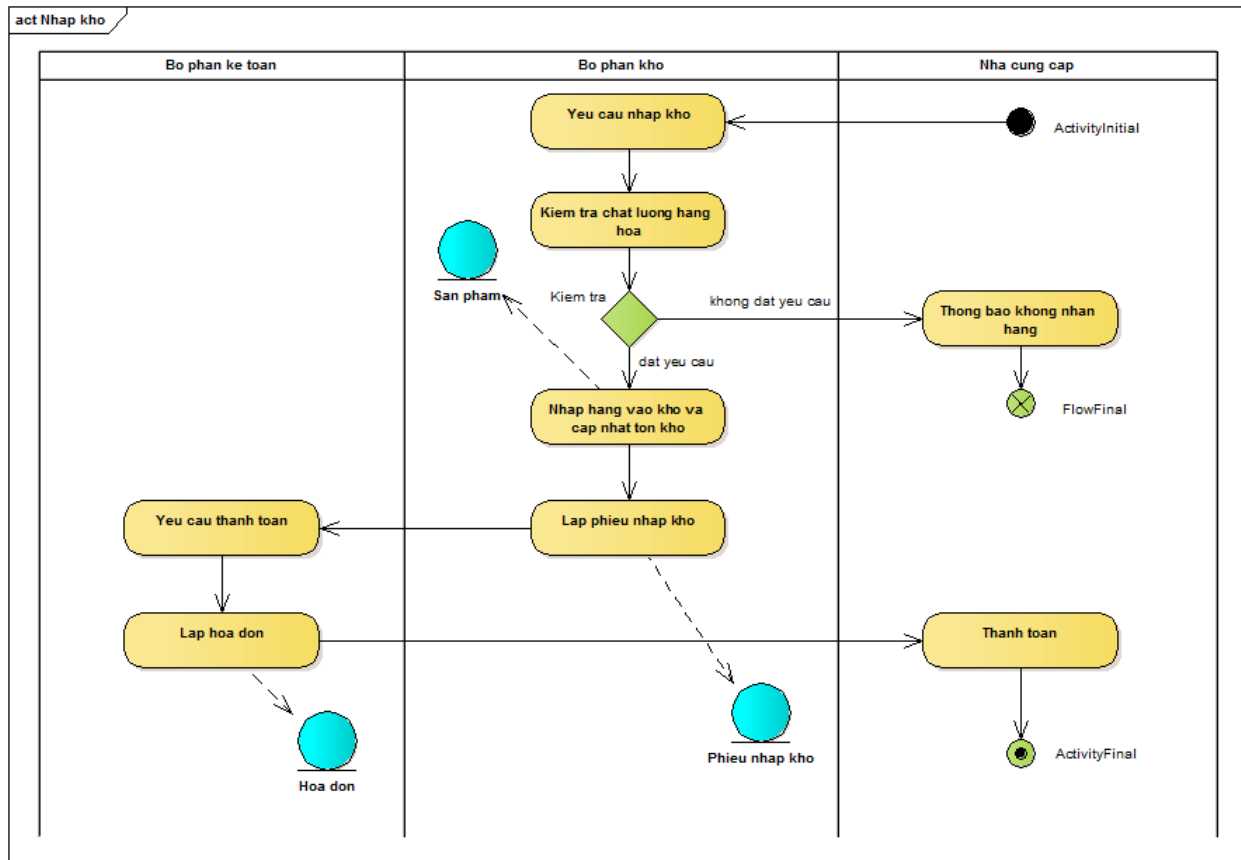 act Nhap kho
Bo phan ke toan
Bo phan kho
Nha cung cap
Yeu cau nhap kho
ActivityInitial
Kiem tra chat luong hang
hoa
San pham
Kiem tra
khong dat yeu cau
Thong bao khong nhan
hang
dat yeu cau
FlowFinal
Nhap hang vao kho va
cap nhat ton kho
Yeu cau thanh toan
Lap phieu nhap kho
Lap hoa don
Thanh toan
Hoa don
Phieu nhap kho
ActivityFinal